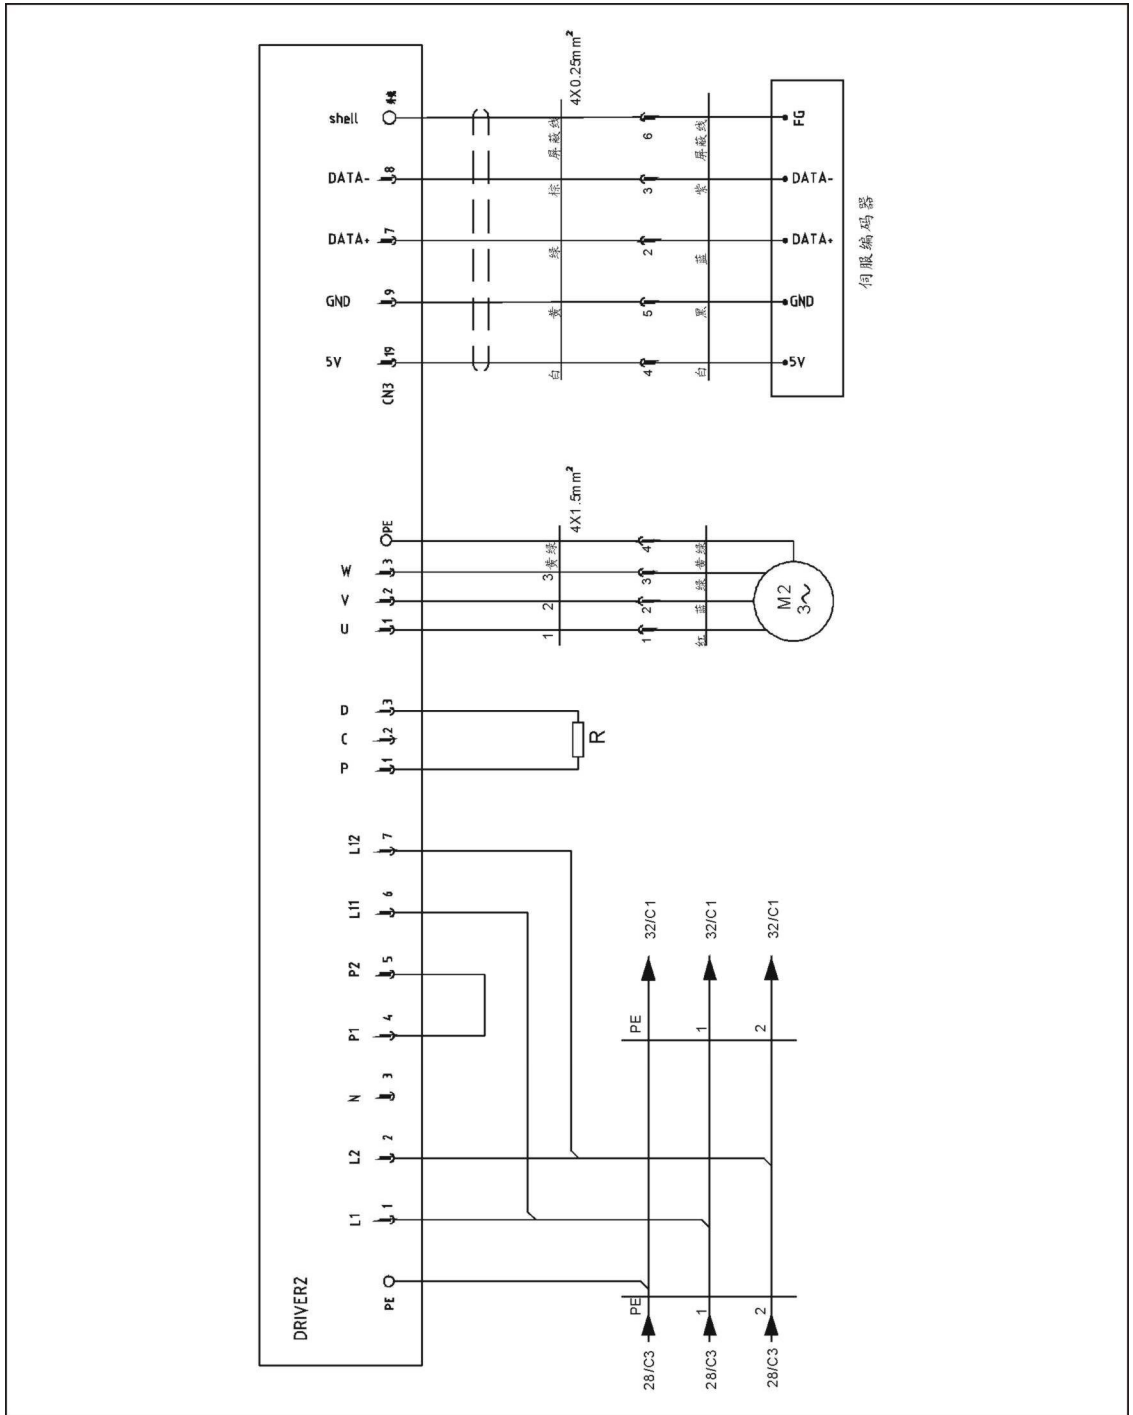 4X0.25mm²
shell
屏蔽线
6
屏蔽线
FG
DATA-
8
棕
3
紫
DATA-
DATA+
7
绿
2
蓝
DATA+
GND
9
黄
5
黑
GND
5V
19
白
4
白
5V
CN3
伺服编码器
4X1.5mm²
PE
黄绿
4
黄绿
W
3
3
3
绿
V
2
2
2
蓝
U
1
1
1
红
M2
3~
D
3
C
2
P
1
R
L12
7
L11
6
P2
5
P1
4
N
3
L2
2
L1
1
PE
DRIVER2
32/C1
32/C1
32/C1
PE
1
2
PE
1
2
28/C3
28/C3
28/C3